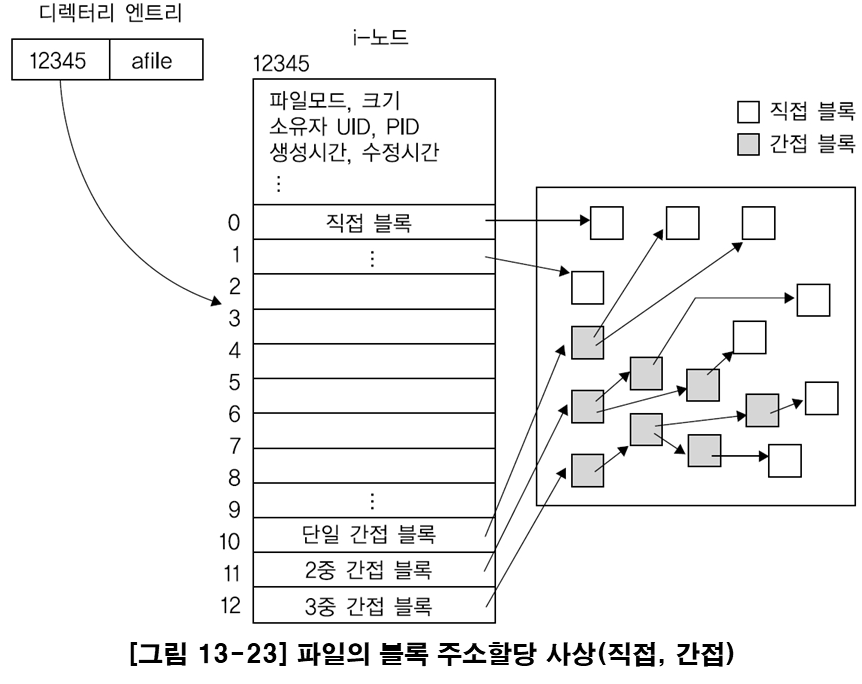 디렉터리 엔트리
12345 afile
i-노드
12345
파일모드, 크기
소유자 UID, PID
생성시간, 수정시간
⋮
직접 블록
간접 블록
0 직접 블록
1 ⋮
2
3
4
5
6
7
8
9 ⋮
10 단일 간접 블록
11 2중 간접 블록
12 3중 간접 블록
[그림 13-23] 파일의 블록 주소할당 사상(직접, 간접)